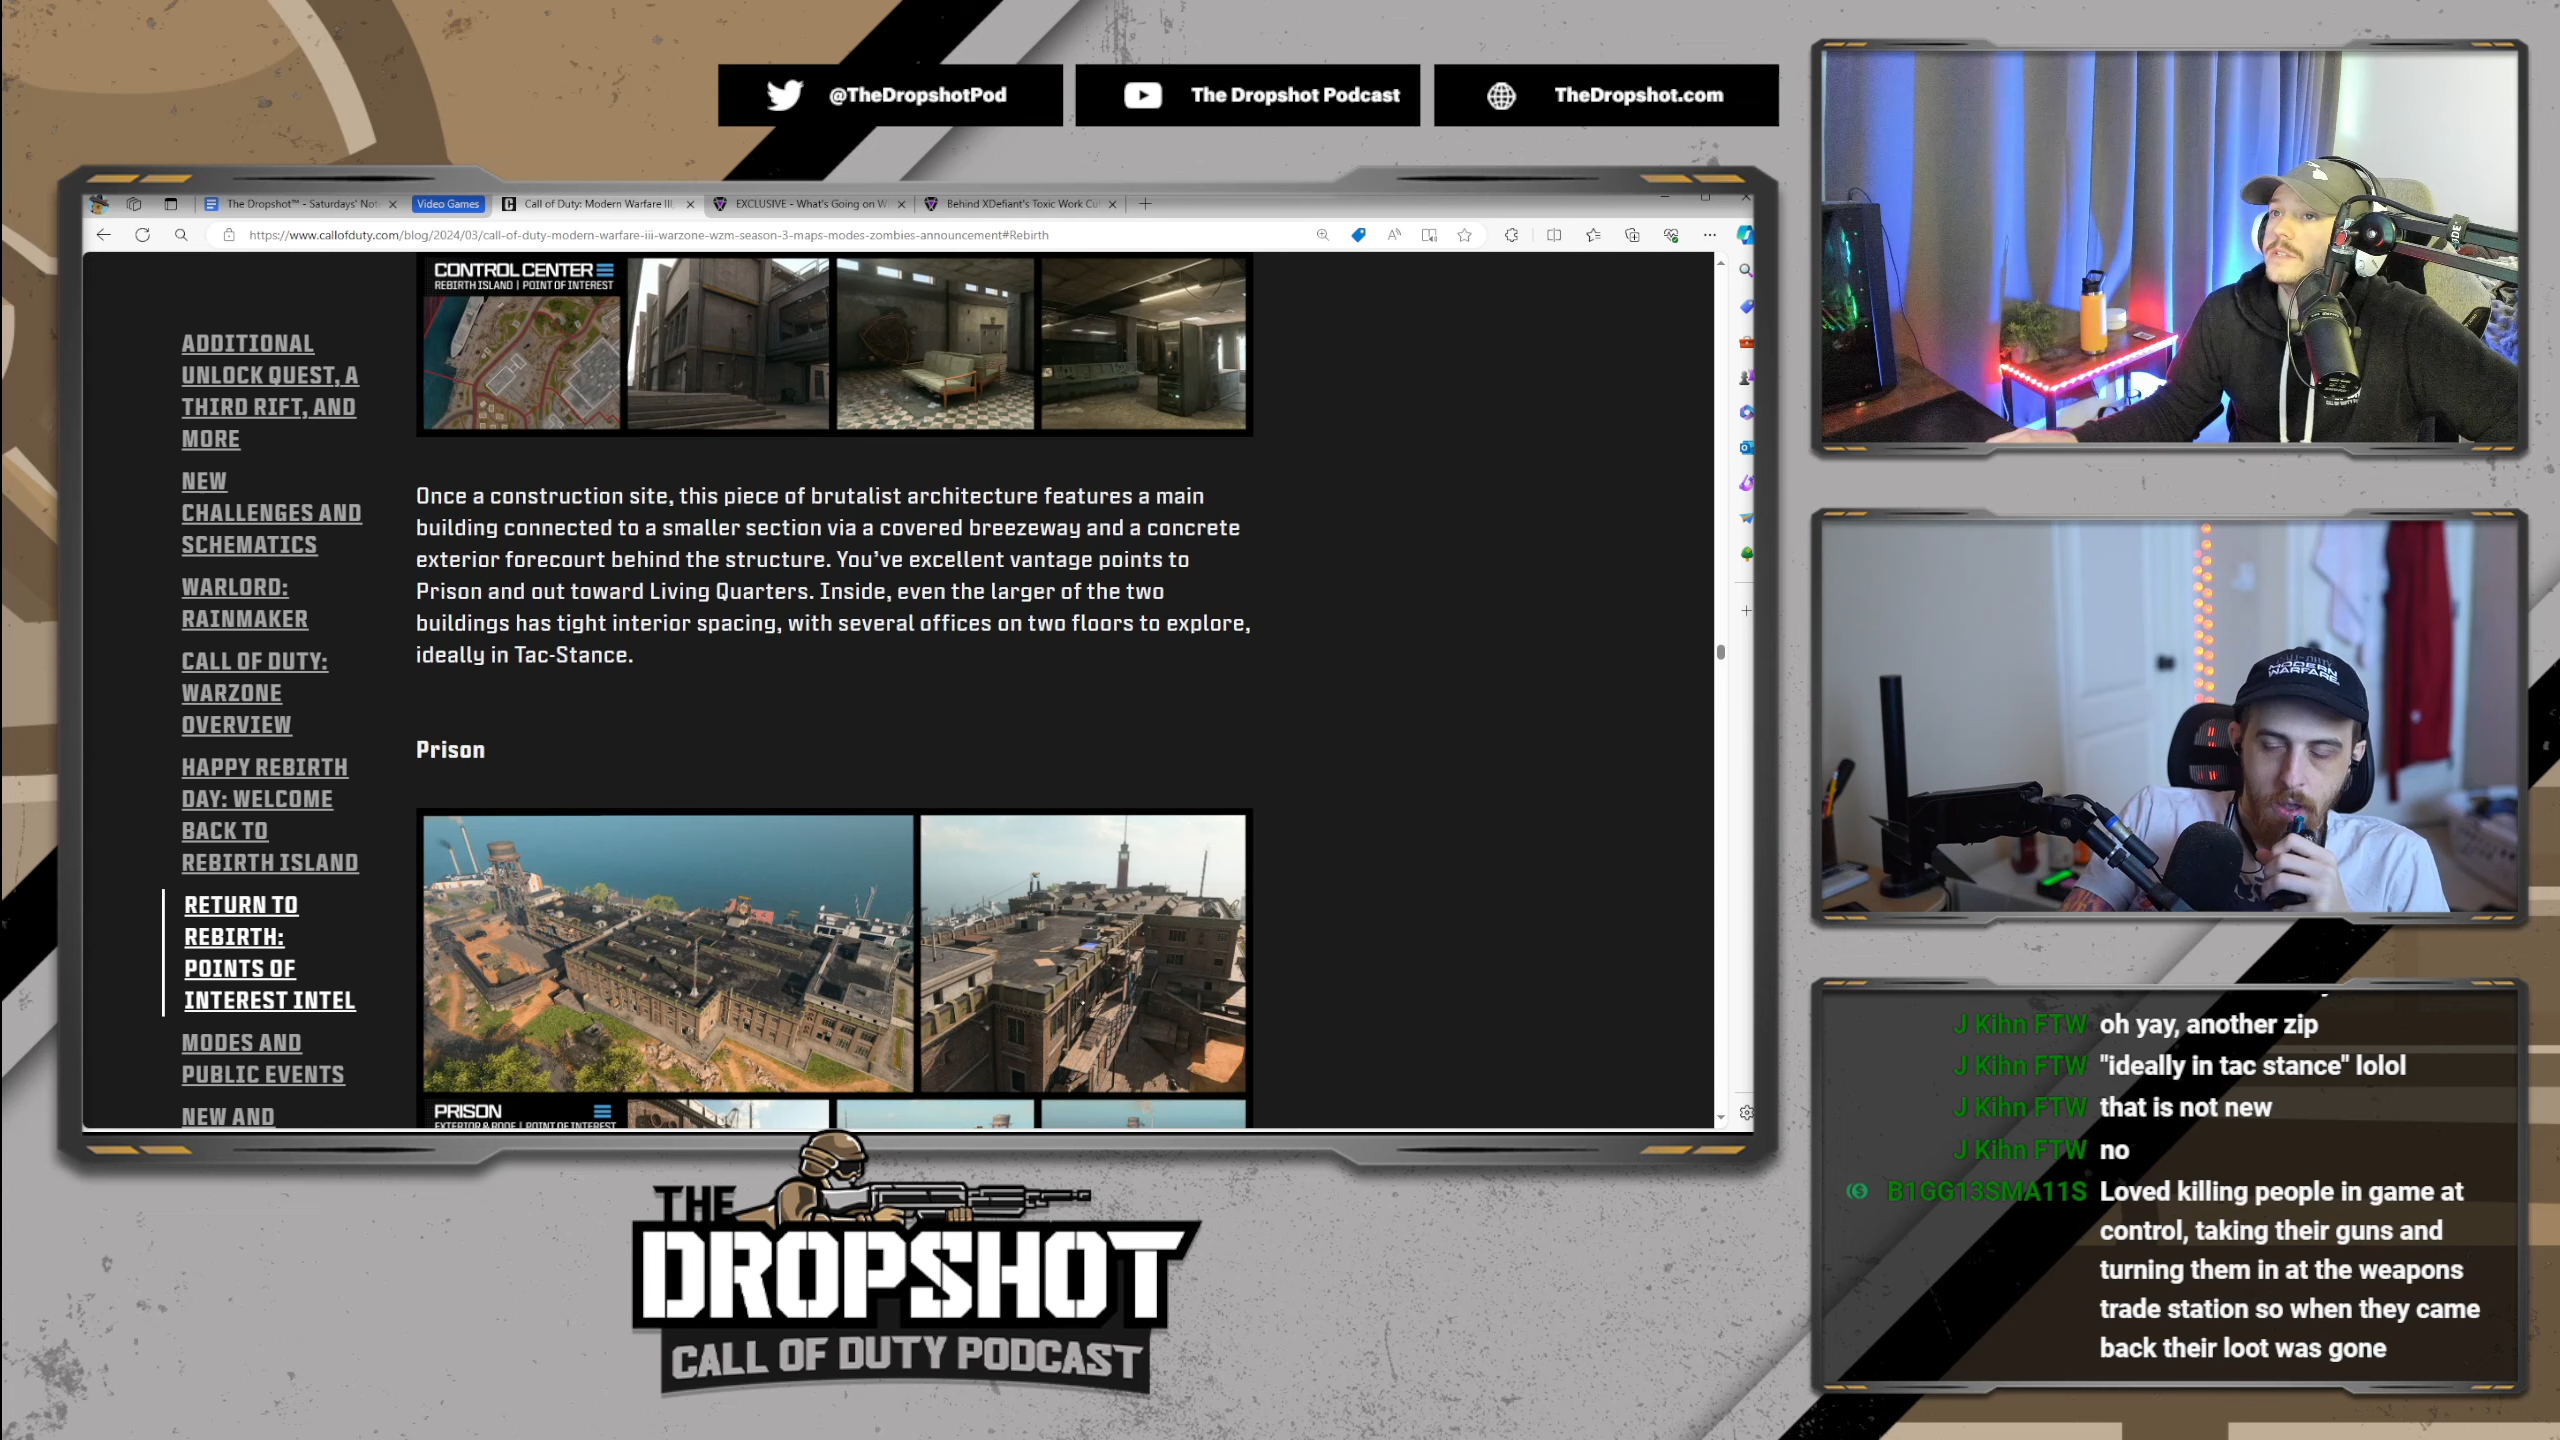 @TheDropshotPod
The Dropshot Podcast
TheDropshot.com
The Dropshot™ - Saturdays' Not
Video Games
Call of Duty: Modern Warfare III,
EXCLUSIVE - What's Going on W
Behind XDefiant's Toxic Work Cu
https://www.callofduty.com/blog/2024/03/call-of-duty-modern-warfare-iii-warzone-wzm-season-3-maps-modes-zombies-announcement#Rebirth
ADDITIONAL
UNLOCK QUEST, A
THIRD RIFT, AND
MORE
NEW
CHALLENGES AND
SCHEMATICS
WARLORD:
RAINMAKER
CALL OF DUTY:
WARZONE
OVERVIEW
HAPPY REBIRTH
DAY: WELCOME
BACK TO
REBIRTH ISLAND
RETURN TO
REBIRTH:
POINTS OF
INTEREST INTEL
MODES AND
PUBLIC EVENTS
NEW AND
CONTROL CENTER
REBIRTH ISLAND | POINT OF INTEREST
Once a construction site, this piece of brutalist architecture features a main
building connected to a smaller section via a covered breezeway and a concrete
exterior forecourt behind the structure. You’ve excellent vantage points to
Prison and out toward Living Quarters. Inside, even the larger of the two
buildings has tight interior spacing, with several offices on two floors to explore,
ideally in Tac-Stance.
Prison
PRISON
EXTERIOR & ROOF | POINT OF INTEREST
MODERN
WARFARE
J Kihn FTW oh yay, another zip
J Kihn FTW "ideally in tac stance" lolol
J Kihn FTW that is not new
J Kihn FTW no
B1GG13SMA11S Loved killing people in game at
control, taking their guns and
turning them in at the weapons
trade station so when they came
back their loot was gone
THE
DROPSHOT
CALL OF DUTY PODCAST